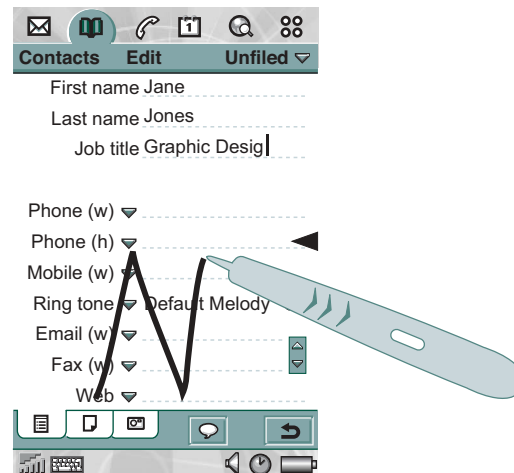 1
Contacts Edit Unfiled
First name Jane
Last name Jones
Job title Graphic Desig
Phone (w)
Phone (h)
Mobile (w)
Ring tone Default Melody
Email (w)
Fax (w)
Web
N